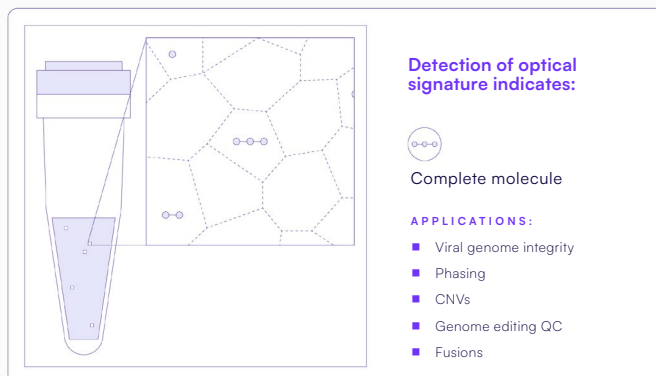 Detection of optical
signature indicates:
Complete molecule
APPLICATIONS:
Viral genome integrity
Phasing
CNVs
Genome editing QC
Fusions